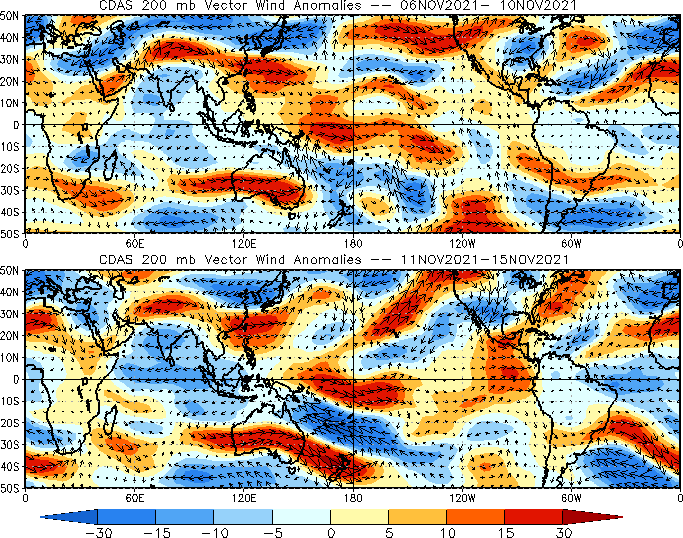 CDAS 200 mb Vector Wind Anomalies -- 06NOV2021- 10NOV2021
50N
40N
30N
20N
10N
0
10S
20S
30S
40S
50S
0 60E 120E 180 120W 60W 0
CDAS 200 mb Vector Wind Anomalies -- 11NOV2021-15NOV2021
50N
40N
30N
20N
10N
0
10S
20S
30S
40S
50S
0 60E 120E 180 120W 60W 0
-30 -15 -10 -5 0 5 10 15 30